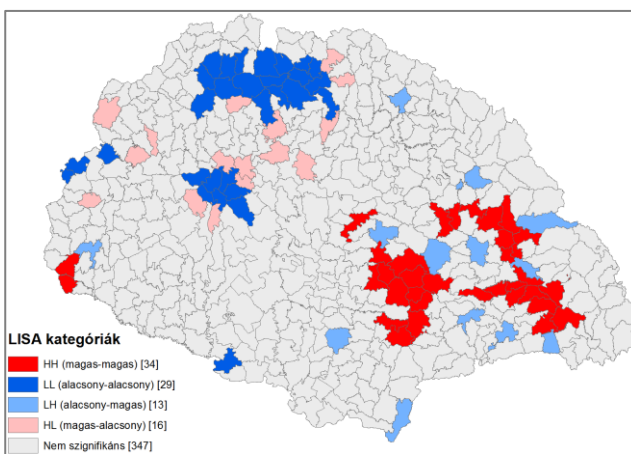 LISA kategóriák
HH (magas-magas) [34]
LL (alacsony-alacsony) [29]
LH (alacsony-magas) [13]
HL (magas-alacsony) [16]
Nem szignifikáns [347]